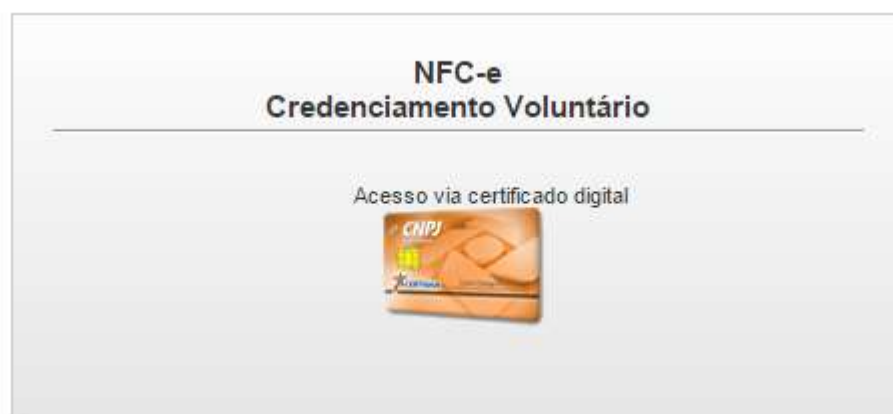 NFC-e
Credenciamento Voluntário
Acesso via certificado digital
CNPJ